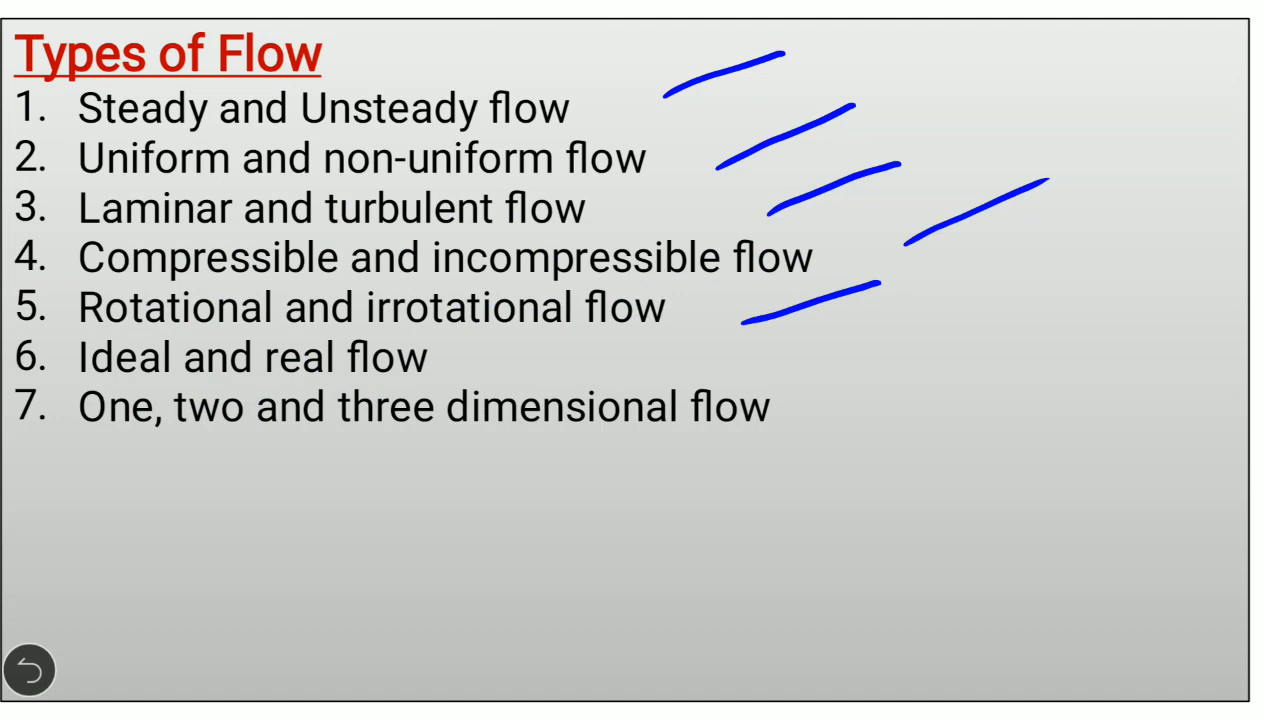 Types of Flow
1. Steady and Unsteady flow
2. Uniform and non-uniform flow
3. Laminar and turbulent flow
4. Compressible and incompressible flow
5. Rotational and irrotational flow
6. Ideal and real flow
7. One, two and three dimensional flow